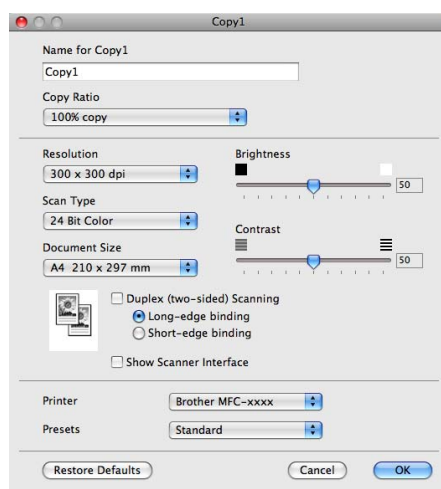 Copy1
Name for Copy1
Copy1
Copy Ratio
100% copy
Resolution
300 x 300 dpi
Scan Type
24 Bit Color
Document Size
A4 210 x 297 mm
Brightness
50
Contrast
50
Duplex (two-sided) Scanning
Long-edge binding
Short-edge binding
Show Scanner Interface
Printer Brother MFC-xxxx
Presets Standard
Restore Defaults Cancel OK